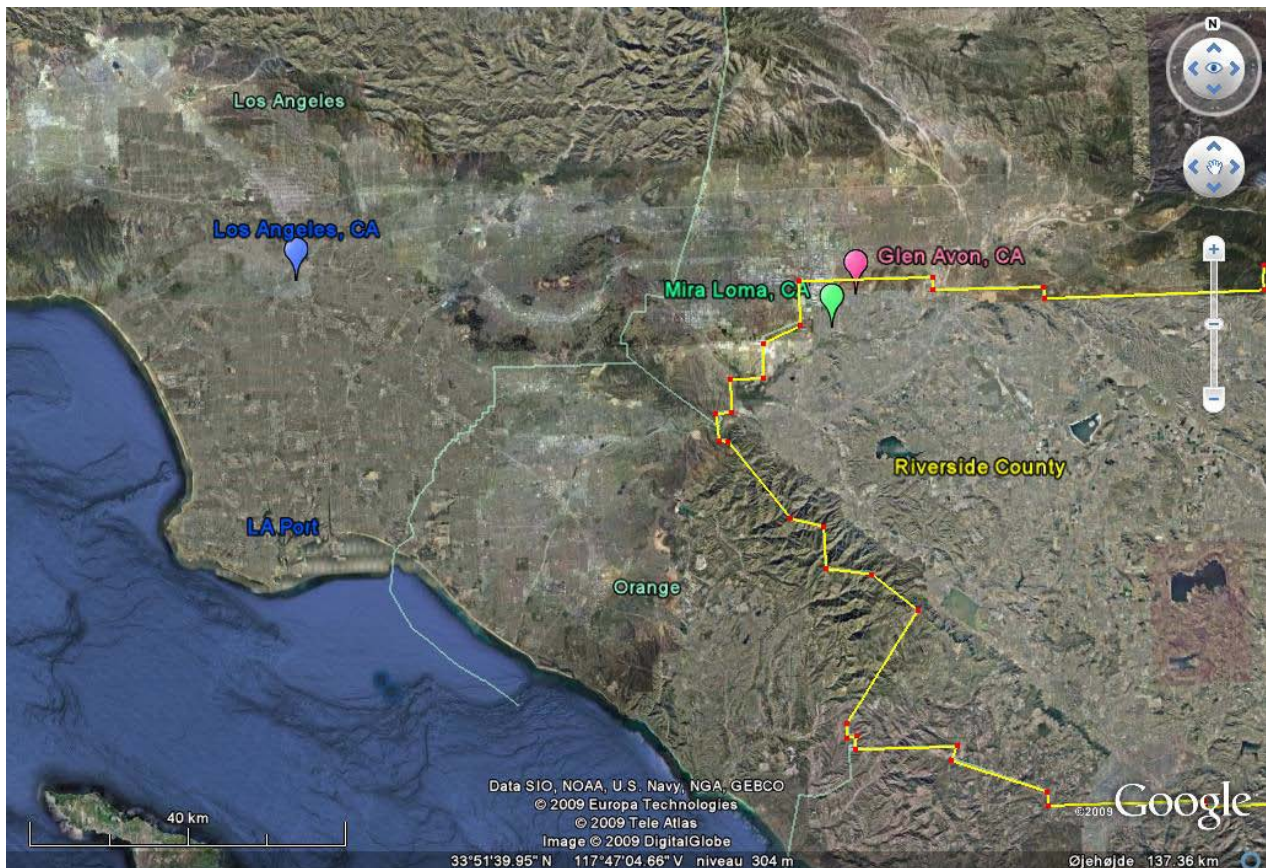 N
Los Angeles
Los Angeles, CA
Glen Avon, CA
Mira Loma, CA
Riverside County
LA Port
Orange
Data SIO, NOAA, U.S. Navy, NGA, GEBCO
© 2009 Europa Technologies
© 2009 Tele Atlas
Image © 2009 DigitalGlobe
©2009 Google
40 km
33°51'39.95" N 117°47'04.66" V niveau 304 m
Øjehøjde 137.36 km